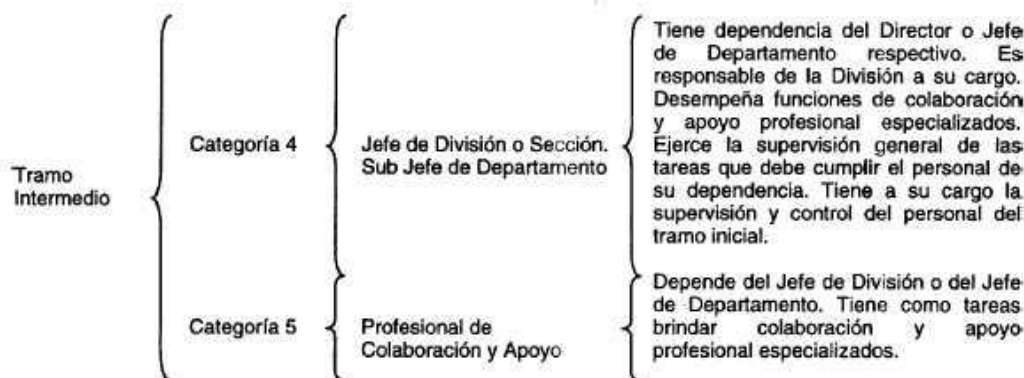 Tramo
Intermedio
Categoría 4
Jefe de División o Sección.
Sub Jefe de Departamento
Tiene dependencia del Director o Jefe
de Departamento respectivo. Es
responsable de la División a su cargo.
Desempeña funciones de colaboración
y apoyo profesional especializados.
Ejerce la supervisión general de las
tareas que debe cumplir el personal de
su dependencia. Tiene a su cargo la
supervisión y control del personal del
tramo inicial.
Categoría 5
Profesional de
Colaboración y Apoyo
Depende del Jefe de División o del Jefe
de Departamento. Tiene como tareas
brindar colaboración y apoyo
profesional especializados.